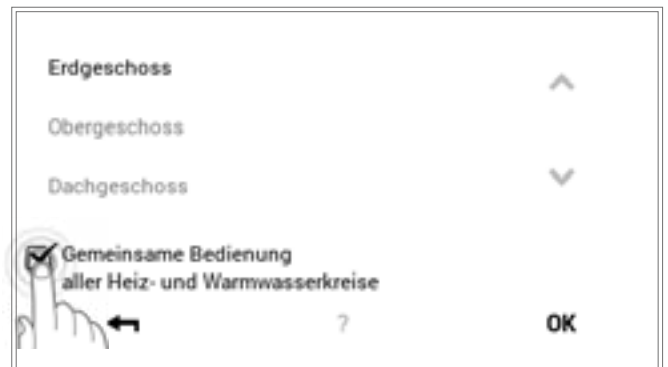 Erdgeschoss
Obergeschoss
Dachgeschoss
Gemeinsame Bedienung
aller Heiz- und Warmwasserkreise
?
OK